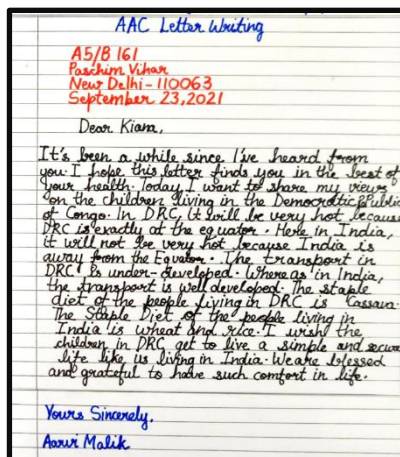 AAC Letter Writing
A5/B 161
Paschim Vihar
New Delhi - 110063
September 23, 2021
Dear Kiara,
It's been a while since I've heard from
you. I hope this letter finds you in the best of
your health. Today I want to share my views
on the children living in the Democratic Republic
of Congo. In DRC, it will be very hot because
DRC is exactly at the equator. Here in India,
it will not be very hot because India is
away from the Equator. The transport in
DRC is under-developed. Whereas in India,
the transport is well developed. The staple
diet of the people living in DRC is Cassava.
The Staple Diet of the people living in
India is wheat and rice. I wish the
children in DRC get to live a simple and secure
life like us living in India. We are blessed
and grateful to have such comfort in life.
Yours Sincerely,
Aarvi Malik